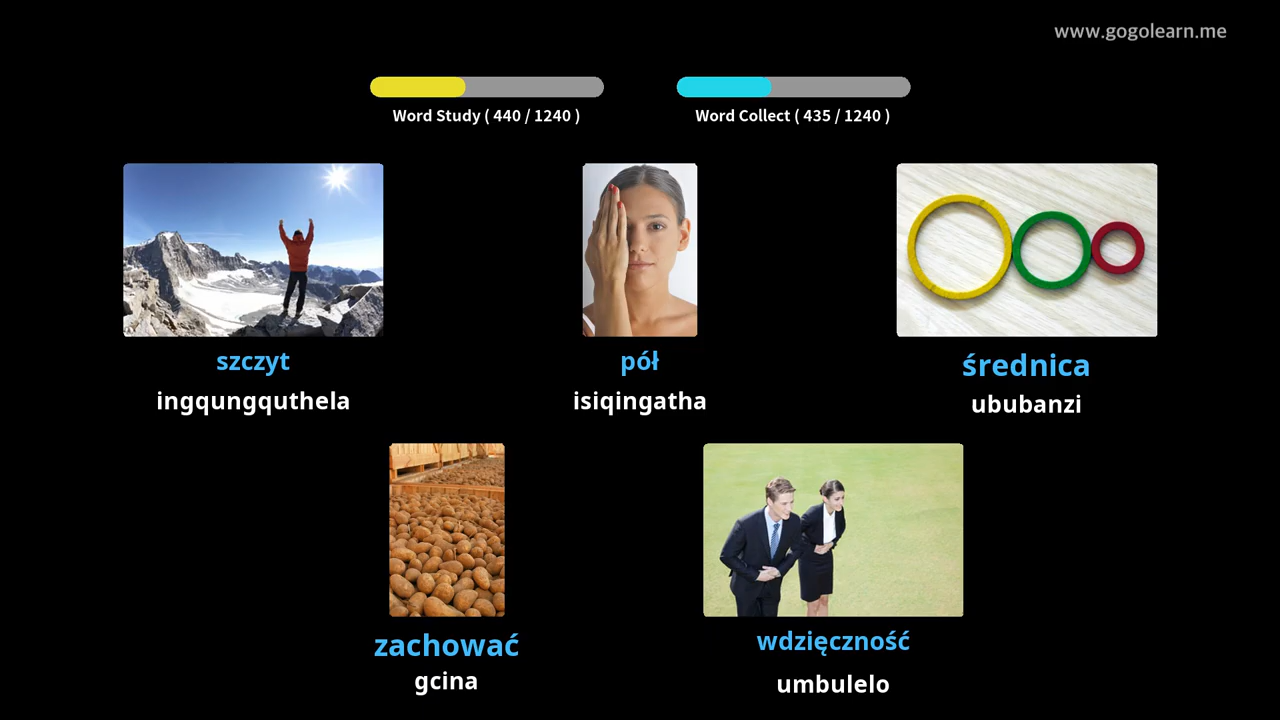 www.gogolearn.me
Word Study ( 440 / 1240 )
Word Collect ( 435 / 1240 )
szczyt
ingqungquthela
pół
isiqingatha
średnica
ububanzi
zachować
gcina
wdzięczność
umbulelo